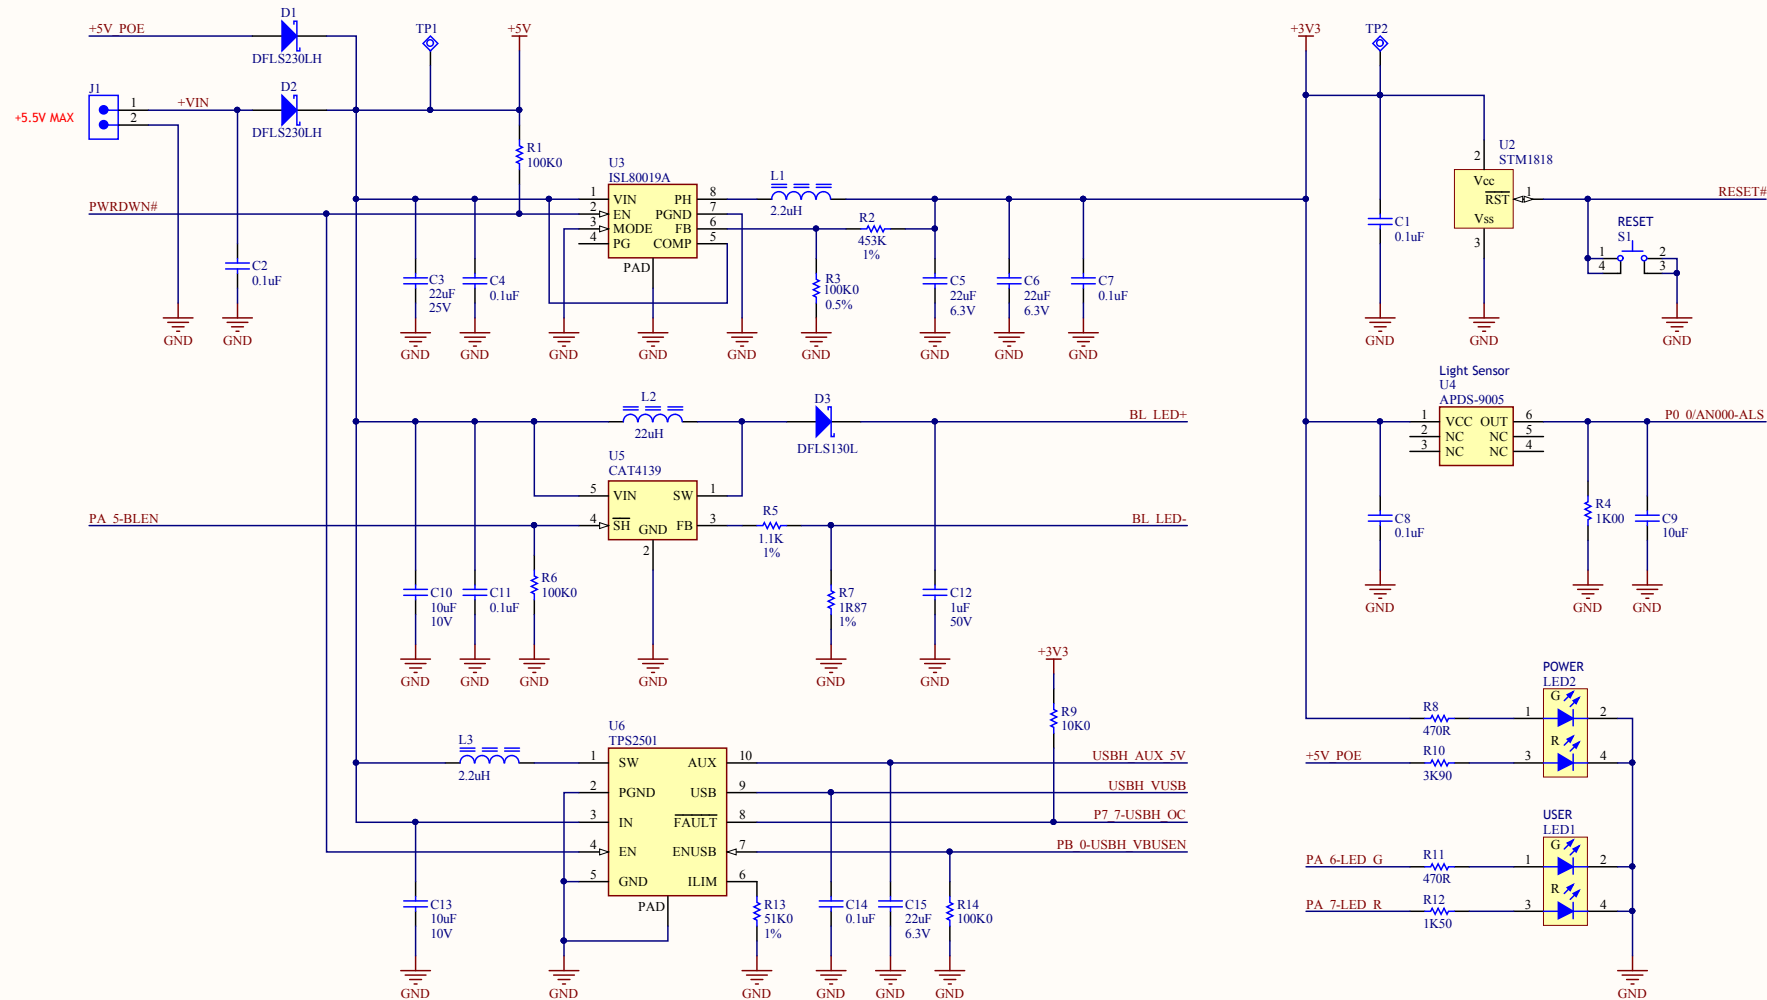 +5V_POE
D1
DFLS230LH
TP1
+5V
+3V3
TP2
J1
1
2
+5.5V MAX
+VIN
D2
DFLS230LH
R1
100K0
U2
STM1818
2
Vcc
RST
1
Vss
3
RESET#
RESET
S1
1
4
2
3
PWRDWN#
U3
ISL80019A
1
VIN
PH
8
2
EN
PGND
7
3
MODE
FB
6
4
PG
COMP
5
PAD
L1
2.2uH
R2
453K
1%
R3
100K0
0.5%
C1
0.1uF
C2
0.1uF
C3
22uF
25V
C4
0.1uF
C5
22uF
6.3V
C6
22uF
6.3V
C7
0.1uF
GND
GND
GND
GND
GND
GND
GND
GND
GND
GND
GND
GND
GND
GND
L2
22uH
D3
DFLS130L
BL_LED+
U5
CAT4139
5
VIN
SW
1
4
SH
GND
FB
3
2
PA_5-BLEN
R5
1.1K
1%
BL_LED-
R6
100K0
R7
1R87
1%
C10
10uF
10V
C11
0.1uF
C12
1uF
50V
GND
GND
GND
GND
GND
GND
Light Sensor
U4
APDS-9005
1
VCC
OUT
6
2
NC
NC
5
3
NC
NC
4
P0_0/AN000-ALS
C8
0.1uF
R4
1K00
C9
10uF
GND
GND
GND
+3V3
R9
10K0
L3
2.2uH
U6
TPS2501
1
SW
AUX
10
2
PGND
USB
9
3
IN
FAULT
8
4
EN
ENUSB
7
5
GND
ILIM
6
PAD
USBH_AUX_5V
USBH_VUSB
P7_7-USBH_OC
PB_0-USBH_VBUSEN
C13
10uF
10V
R13
51K0
1%
C14
0.1uF
C15
22uF
6.3V
R14
100K0
GND
GND
GND
GND
GND
GND
POWER
LED2
G
R
1
2
3
4
R8
470R
+5V_POE
R10
3K90
USER
LED1
G
R
1
2
3
4
PA_6-LED_G
R11
470R
PA_7-LED_R
R12
1K50
GND